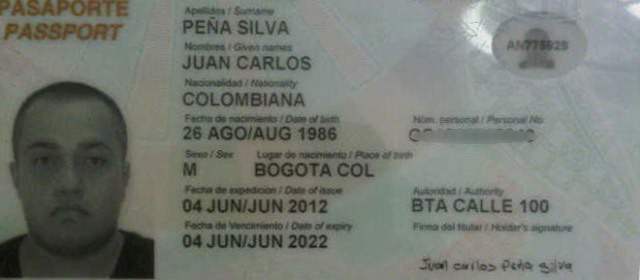 PASAPORTE
PASSPORT
Apellidos / Surname
PEÑA SILVA
Nombres / Given names
JUAN CARLOS
Nacionalidad / Nationality
COLOMBIANA
Fecha de nacimiento / Date of birth
Núm. personal / Personal No
26 AGO/AUG 1986
Sexo / Sex
Lugar de nacimiento / Place of birth
M
BOGOTA COL
Fecha de expedición / Date of issue
Autoridad / Authority
04 JUN/JUN 2012
BTA CALLE 100
Fecha de Vencimiento / Date of expiry
Firma del titular / Holder's signature
04 JUN/JUN 2022
Juan carlos Peña Silva